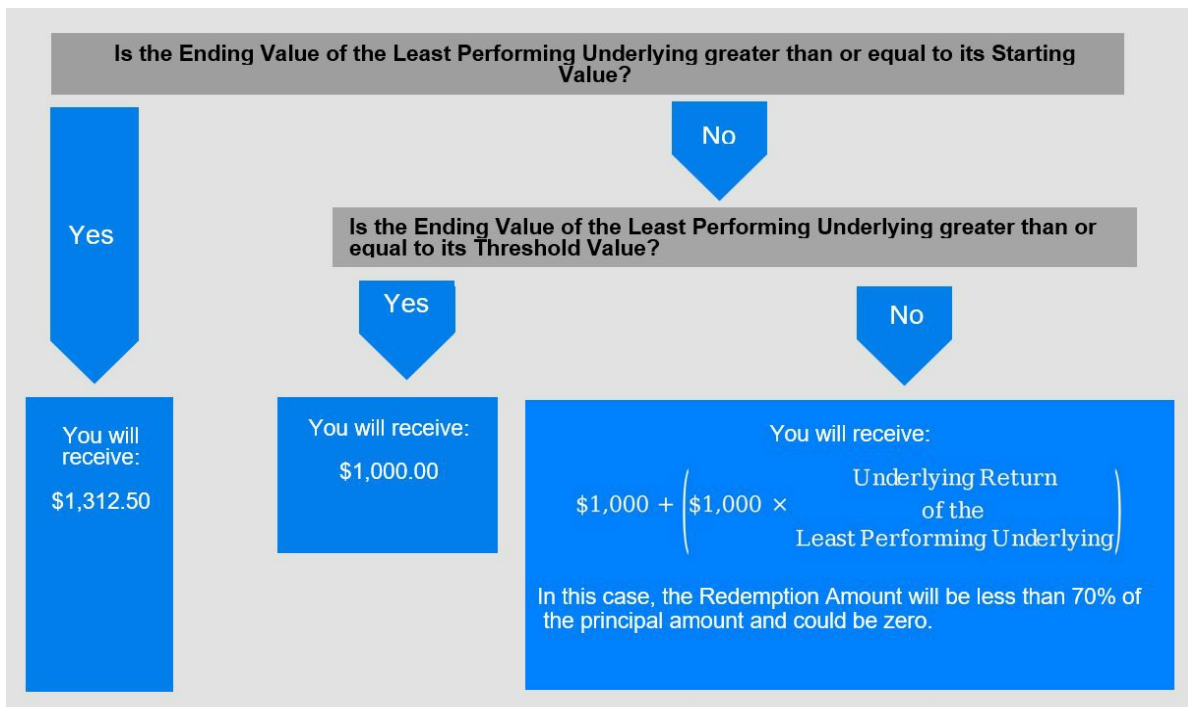 Is the Ending Value of the Least Performing Underlying greater than or equal to its Starting
Value?
No
Yes
Is the Ending Value of the Least Performing Underlying greater than or
equal to its Threshold Value?
Yes
No
You will
receive:
$1,312.50
You will receive:
$1,000.00
You will receive:
Underlying Return
$1,000 + ($1,000 × of the
Least Performing Underlying)
In this case, the Redemption Amount will be less than 70% of
the principal amount and could be zero.